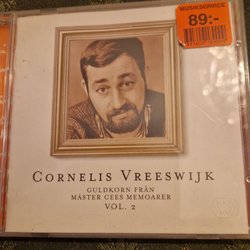 MUSIKSERVICE
89:-
CORNELIS VREESWIJK
GULDKORN FRÅN
MÄSTER CEES MEMOARER
VOL. 2